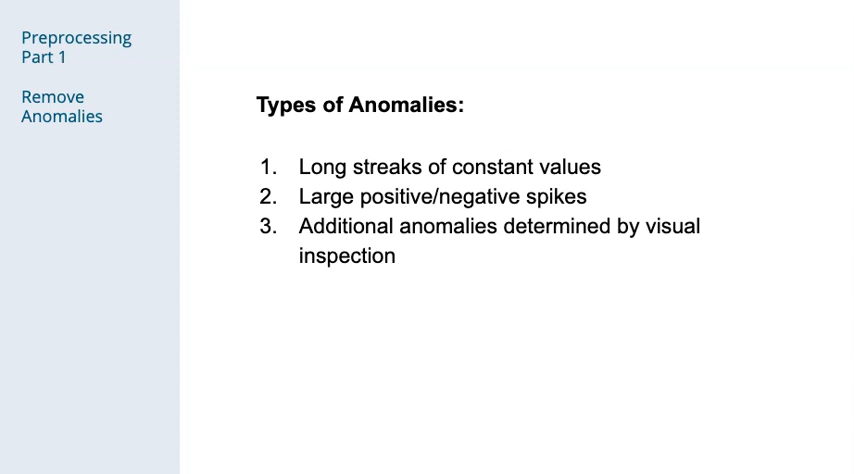 Preprocessing
Part 1
Remove
Anomalies
Types of Anomalies:
1. Long streaks of constant values
2. Large positive/negative spikes
3. Additional anomalies determined by visual
inspection